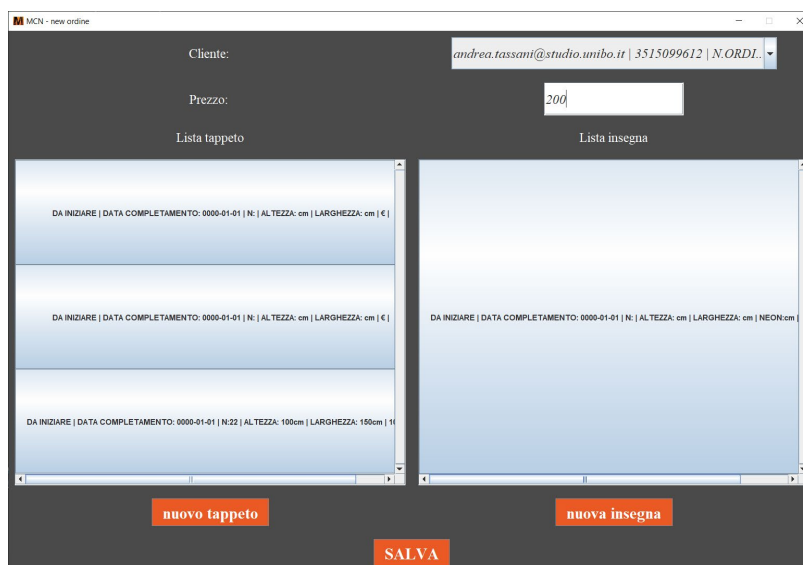 MCN - new ordine
Cliente:
andrea.tassani@studio.unibo.it | 3515099612 | N.ORDI..
Prezzo:
200
Lista tappeto
Lista insegna
DA INIZIARE | DATA COMPLETAMENTO: 0000-01-01 | N: | ALTEZZA: cm | LARGHEZZA: cm | € |
DA INIZIARE | DATA COMPLETAMENTO: 0000-01-01 | N: | ALTEZZA: cm | LARGHEZZA: cm | € |
DA INIZIARE | DATA COMPLETAMENTO: 0000-01-01 | N:22 | ALTEZZA: 100cm | LARGHEZZA: 150cm |
DA INIZIARE | DATA COMPLETAMENTO: 0000-01-01 | N: | ALTEZZA: cm | LARGHEZZA: cm | NEON:cm |
nuovo tappeto
nuova insegna
SALVA